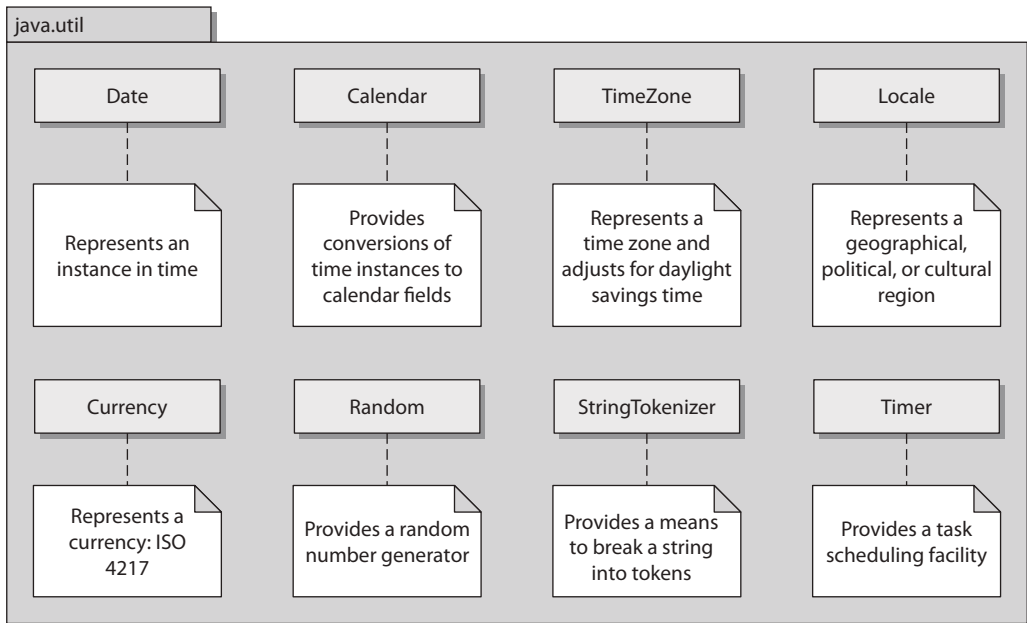 java.util
Date
Calendar
TimeZone
Locale
Represents an
instance in time
Provides
conversions of
time instances to
calendar fields
Represents a
time zone and
adjusts for daylight
savings time
Represents a
geographical,
political, or cultural
region
Currency
Random
StringTokenizer
Timer
Represents a
currency: ISO
4217
Provides a random
number generator
Provides a means
to break a string
into tokens
Provides a task
scheduling facility